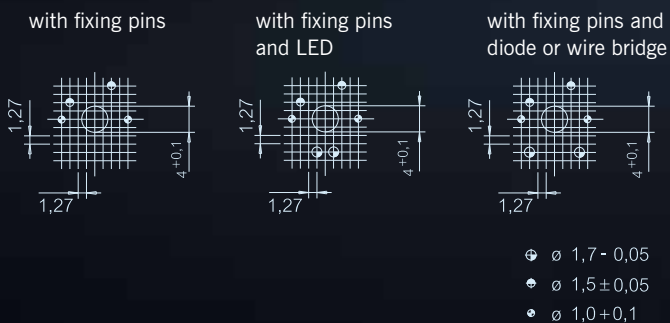 with fixing pins
with fixing pins
and LED
with fixing pins and
diode or wire bridge
1,27
4+0,1
1,27
1,27
4+0,1
1,27
1,27
4+0,1
1,27
ø 1,7 - 0,05
ø 1,5±0,05
ø 1,0+0,1